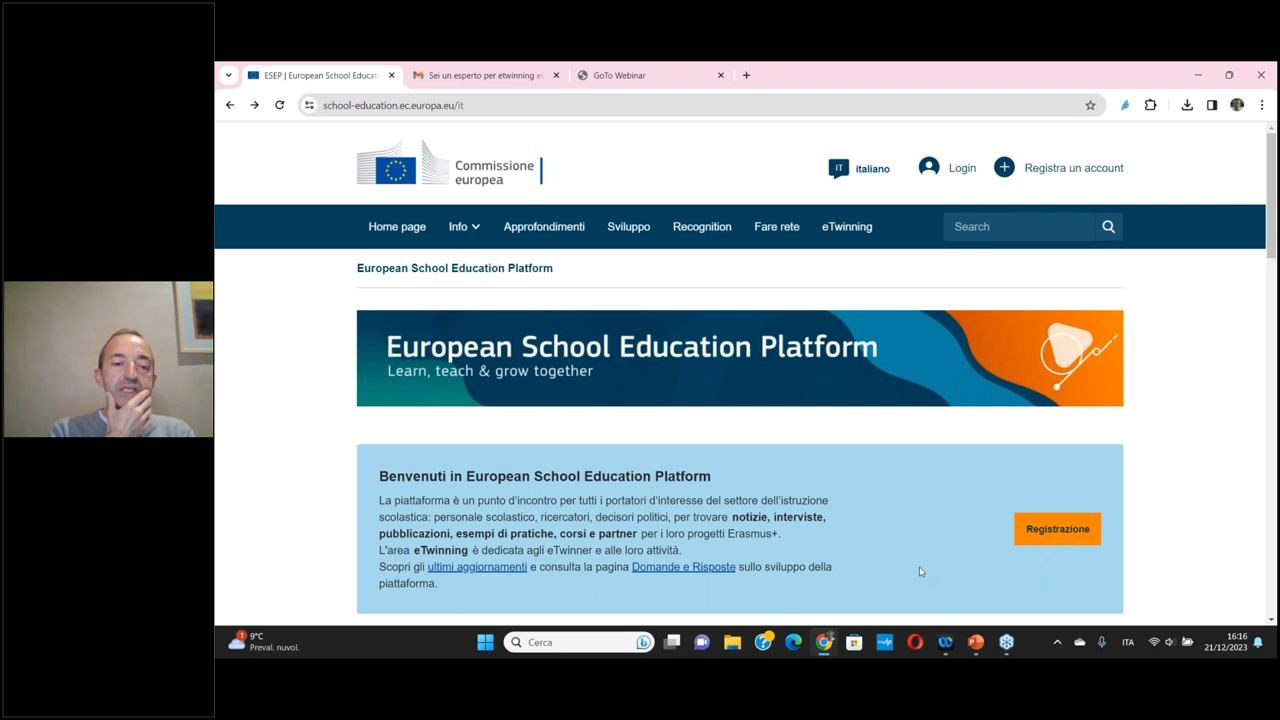 ESEP | European School Educat
Sei un esperto per etwinning e
GoTo Webinar
school-education.ec.europa.eu/it
Commissione
europea
IT
italiano
Login
Registra un account
Home page
Info
Approfondimenti
Sviluppo
Recognition
Fare rete
eTwinning
Search
European School Education Platform
European School Education Platform
Learn, teach & grow together
Benvenuti in European School Education Platform
La piattaforma è un punto d'incontro per tutti i portatori d'interesse del settore dell'istruzione
scolastica: personale scolastico, ricercatori, decisori politici, per trovare notizie, interviste,
pubblicazioni, esempi di pratiche, corsi e partner per i loro progetti Erasmus+.
L'area eTwinning è dedicata agli eTwinner e alle loro attività.
Scopri gli ultimi aggiornamenti e consulta la pagina Domande e Risposte sullo sviluppo della
piattaforma.
Registrazione
1
9°C
Preval. nuvol.
Cerca
ITA
16:16
21/12/2023